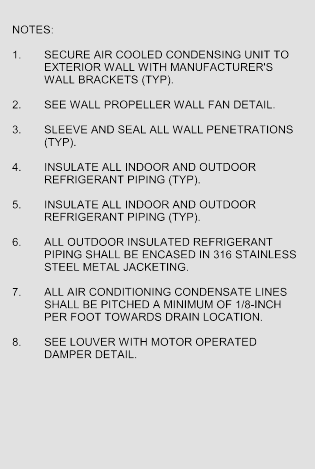 NOTES:
1. SECURE AIR COOLED CONDENSING UNIT TO
EXTERIOR WALL WITH MANUFACTURER'S
WALL BRACKETS (TYP).
2. SEE WALL PROPELLER WALL FAN DETAIL.
3. SLEEVE AND SEAL ALL WALL PENETRATIONS
(TYP).
4. INSULATE ALL INDOOR AND OUTDOOR
REFRIGERANT PIPING (TYP).
5. INSULATE ALL INDOOR AND OUTDOOR
REFRIGERANT PIPING (TYP).
6. ALL OUTDOOR INSULATED REFRIGERANT
PIPING SHALL BE ENCASED IN 316 STAINLESS
STEEL METAL JACKETING.
7. ALL AIR CONDITIONING CONDENSATE LINES
SHALL BE PITCHED A MINIMUM OF 1/8-INCH
PER FOOT TOWARDS DRAIN LOCATION.
8. SEE LOUVER WITH MOTOR OPERATED
DAMPER DETAIL.